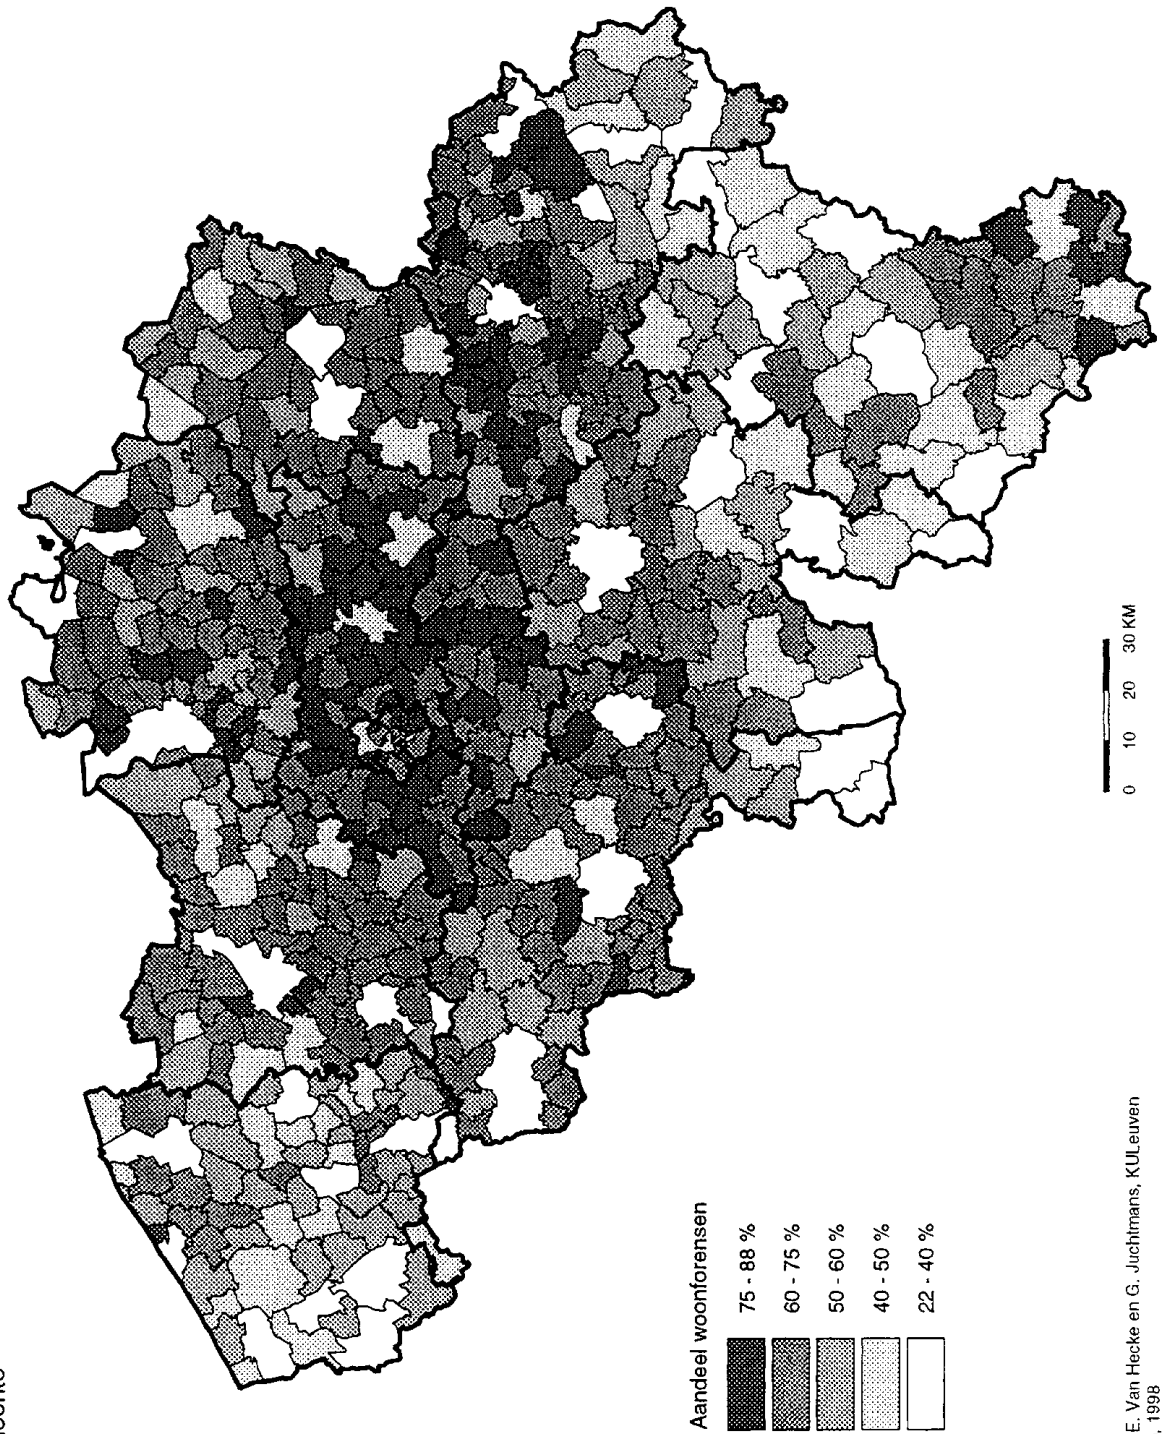 Aandeel woonforensen
75 - 88 %
60 - 75 %
50 - 60 %
40 - 50 %
22 - 40 %
0 10 20 30 KM
E. Van Hecke en G. Juchtmans, KULeuven
, 1998